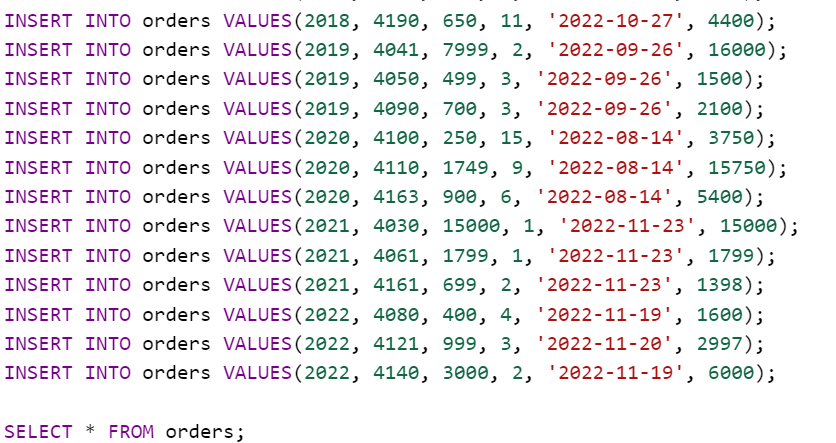 INSERT INTO orders VALUES(2018, 4190, 650, 11, '2022-10-27', 4400);
INSERT INTO orders VALUES(2019, 4041, 7999, 2, '2022-09-26', 16000);
INSERT INTO orders VALUES(2019, 4050, 499, 3, '2022-09-26', 1500);
INSERT INTO orders VALUES(2019, 4090, 700, 3, '2022-09-26', 2100);
INSERT INTO orders VALUES(2020, 4100, 250, 15, '2022-08-14', 3750);
INSERT INTO orders VALUES(2020, 4110, 1749, 9, '2022-08-14', 15750);
INSERT INTO orders VALUES(2020, 4163, 900, 6, '2022-08-14', 5400);
INSERT INTO orders VALUES(2021, 4030, 15000, 1, '2022-11-23', 15000);
INSERT INTO orders VALUES(2021, 4061, 1799, 1, '2022-11-23', 1799);
INSERT INTO orders VALUES(2021, 4161, 699, 2, '2022-11-23', 1398);
INSERT INTO orders VALUES(2022, 4080, 400, 4, '2022-11-19', 1600);
INSERT INTO orders VALUES(2022, 4121, 999, 3, '2022-11-20', 2997);
INSERT INTO orders VALUES(2022, 4140, 3000, 2, '2022-11-19', 6000);
SELECT * FROM orders;